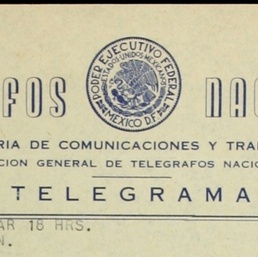 PODER EJECUTIVO FEDERAL
ESTADOS UNIDOS MEXICANOS
MEXICO D.F.
FOS NA
RIA DE COMUNICACIONES Y TRA
CION GENERAL DE TELEGRAFOS NACIO
TELEGRAMA
AR 18 HRS.
N.